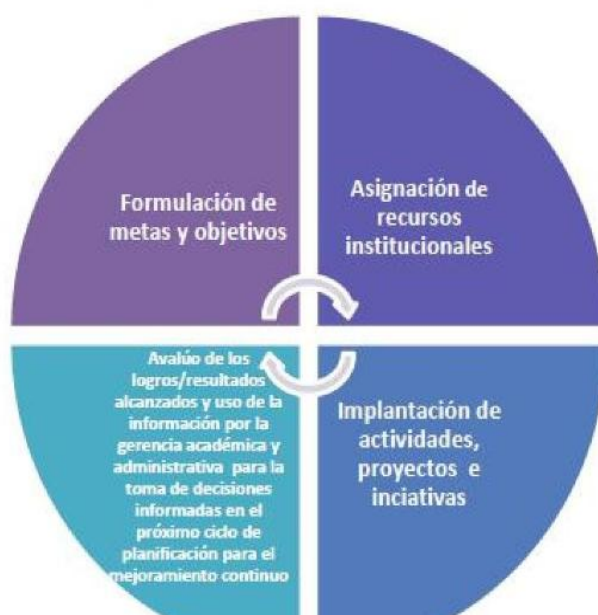 Formulación de
metas y objetivos
Asignación de
recursos
institucionales
Implantación de
actividades,
proyectos e
inciativas
Avalúo de los
logros/resultados
alcanzados y uso de la
información por la
gerencia académica y
administrativa para la
toma de decisiones
informadas en el
próximo ciclo de
planificación para el
mejoramiento continuo